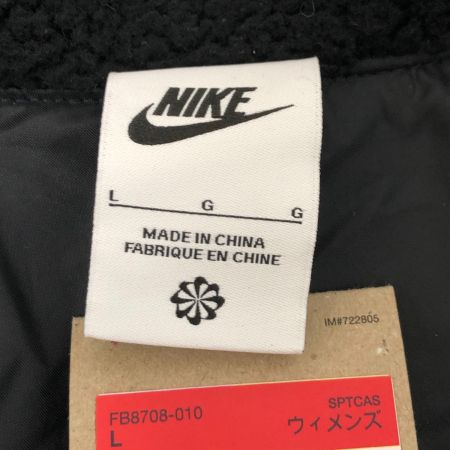 NIKE
L G G
MADE IN CHINA
FABRIQUE EN CHINE
IM#722805
FB8708-010 SPTCAS
L ウィメンズ